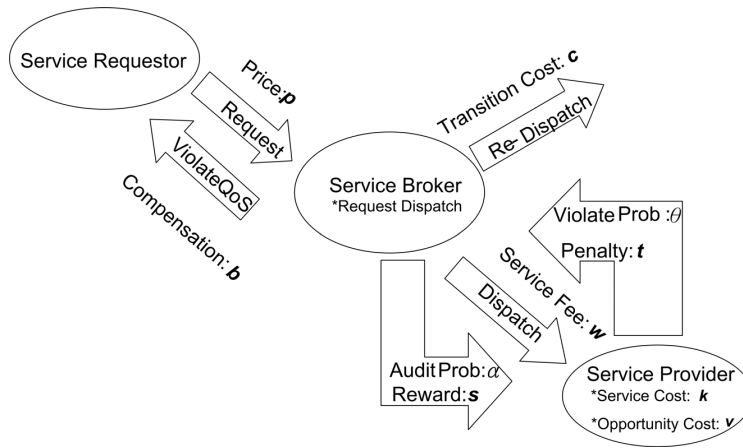 Service Requestor
Price:p
Request
ViolateQoS
Compensation: b
Transition Cost: c
Re- Dispatch
Service Broker
*Request Dispatch
Violate Prob :θ
Penalty: t
Service Fee: w
Dispatch
Audit Prob: α
Reward: s
Service Provider
*Service Cost: k
*Opportunity Cost: v